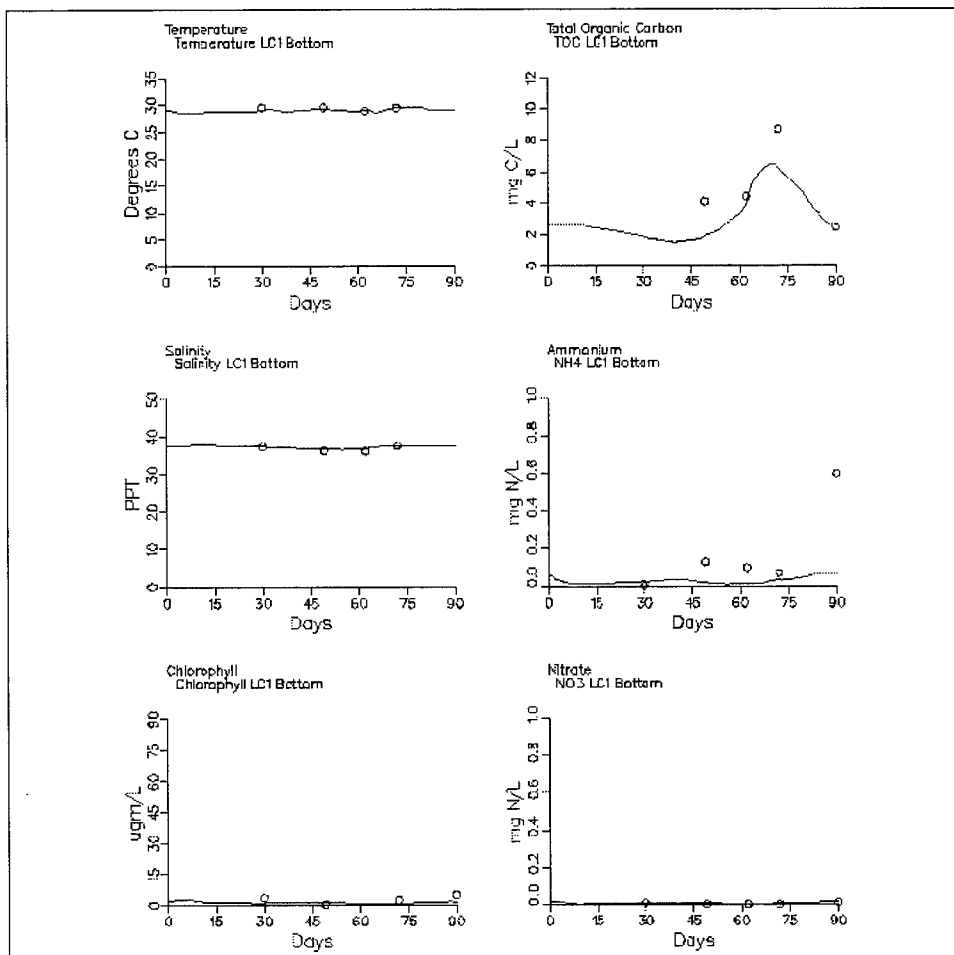 Temperature
Temperature LC1 Bottom
Degrees C
0 5 10 15 20 25 30 35
0 15 30 45 60 75 90
Days
Total Organic Carbon
TOC LC1 Bottom
mg C/L
0 2 4 6 8 10 12
0 15 30 45 60 75 90
Days
Salinity
Salinity LC1 Bottom
PPT
0 10 20 30 40 50
0 15 30 45 60 75 90
Days
Ammonium
NH4 LC1 Bottom
mg N/L
0.0 0.2 0.4 0.6 0.8 1.0
0 15 30 45 60 75 90
Days
Chlorophyll
Chlorophyll LC1 Bottom
ugm/L
0 15 30 45 60 75 90
0 15 30 45 60 75 90
Days
Nitrate
NO3 LC1 Bottom
mg N/L
0.0 0.2 0.4 0.6 0.8 1.0
0 15 30 45 60 75 90
Days